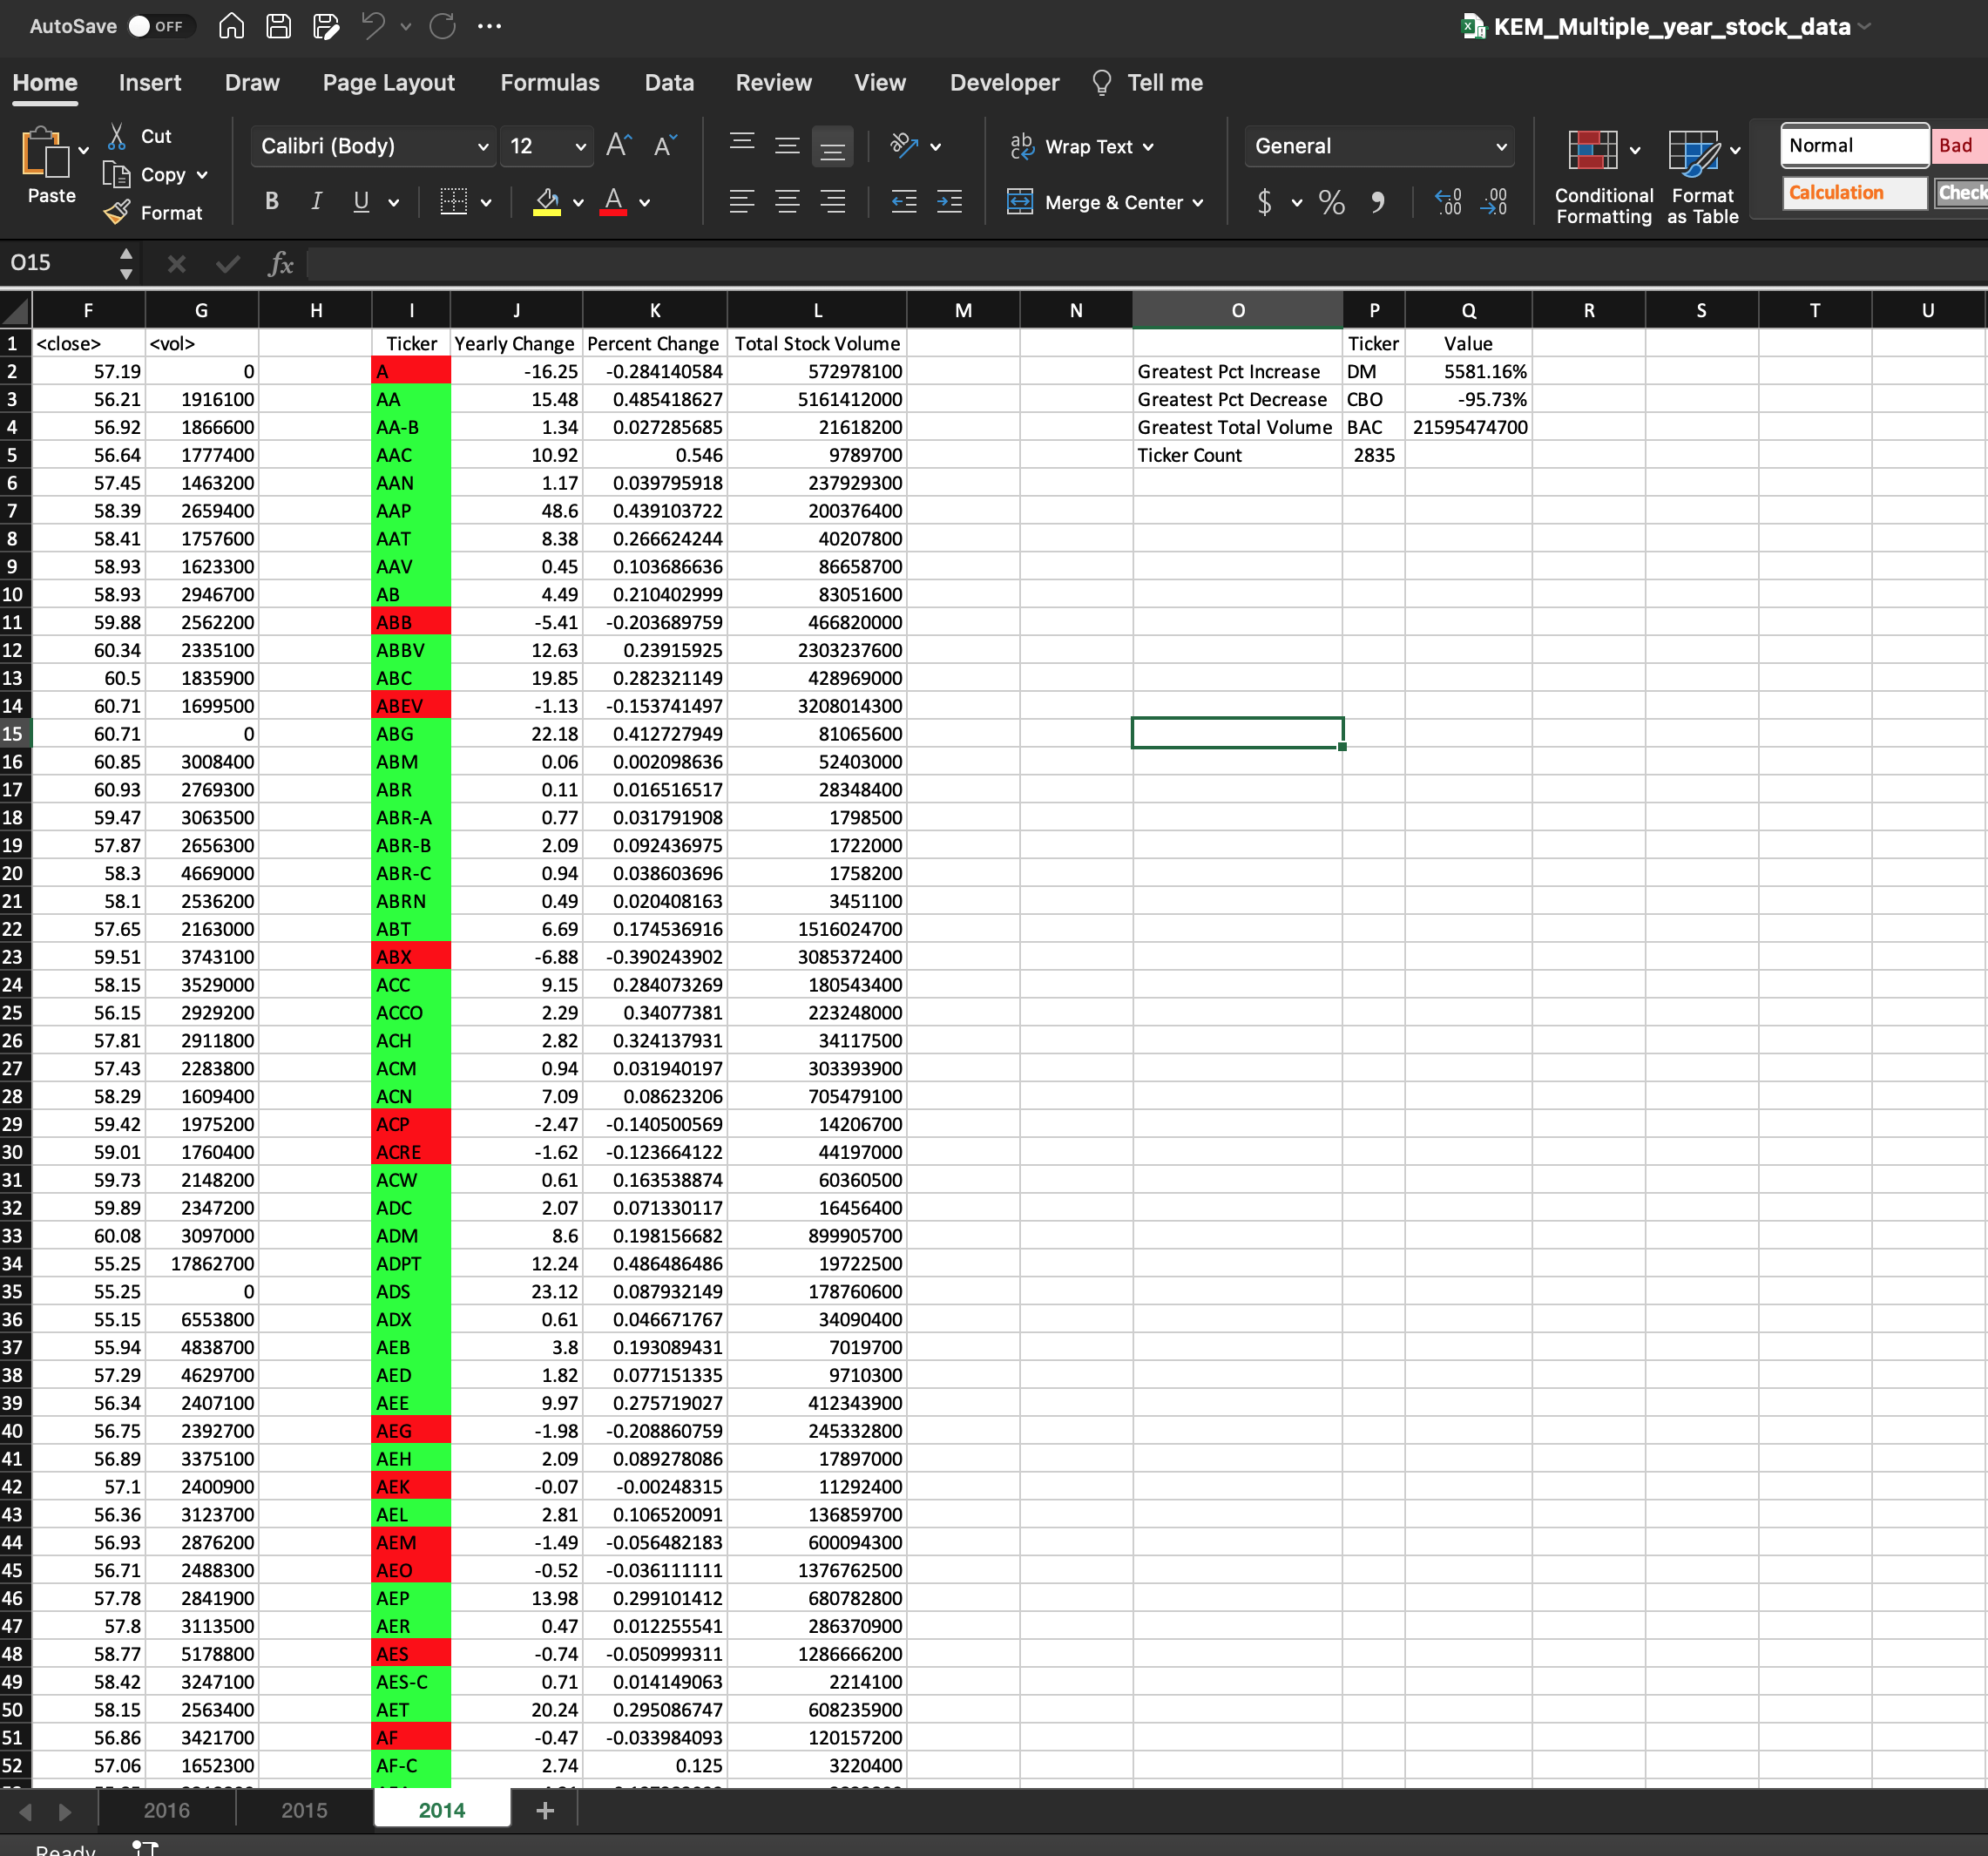 AutoSave OFF KEM_Multiple_year_stock_data
Home Insert Draw Page Layout Formulas Data Review View Developer Tell me
Paste Cut Copy Format
Calibri (Body) 12 A A
B I U A
ab Wrap Text
Merge & Center
General
$ % 9 .00 .00
Conditional Formatting
Format as Table
Normal Bad
Calculation Check
O15 fx
F G H I J K L M N O P Q R S T U
1 <close> <vol> Ticker Yearly Change Percent Change Total Stock Volume Ticker Value
2 57.19 0 A -16.25 -0.284140584 572978100 Greatest Pct Increase DM 5581.16%
3 56.21 1916100 AA 15.48 0.485418627 5161412000 Greatest Pct Decrease CBO -95.73%
4 56.92 1866600 AA-B 1.34 0.027285685 21618200 Greatest Total Volume BAC 21595474700
5 56.64 1777400 AAC 10.92 0.546 9789700 Ticker Count 2835
6 57.45 1463200 AAN 1.17 0.039795918 237929300
7 58.39 2659400 AAP 48.6 0.439103722 200376400
8 58.41 1757600 AAT 8.38 0.266624244 40207800
9 58.93 1623300 AAV 0.45 0.103686636 86658700
10 58.93 2946700 AB 4.49 0.210402999 83051600
11 59.88 2562200 ABB -5.41 -0.203689759 466820000
12 60.34 2335100 ABBV 12.63 0.23915925 2303237600
13 60.5 1835900 ABC 19.85 0.282321149 428969000
14 60.71 1699500 ABEV -1.13 -0.153741497 3208014300
15 60.71 0 ABG 22.18 0.412727949 81065600
16 60.85 3008400 ABM 0.06 0.002098636 52403000
17 60.93 2769300 ABR 0.11 0.016516517 28348400
18 59.47 3063500 ABR-A 0.77 0.031791908 1798500
19 57.87 2656300 ABR-B 2.09 0.092436975 1722000
20 58.3 4669000 ABR-C 0.94 0.038603696 1758200
21 58.1 2536200 ABRN 0.49 0.020408163 3451100
22 57.65 2163000 ABT 6.69 0.174536916 1516024700
23 59.51 3743100 ABX -6.88 -0.390243902 3085372400
24 58.15 3529000 ACC 9.15 0.284073269 180543400
25 56.15 2929200 ACCO 2.29 0.34077381 223248000
26 57.81 2911800 ACH 2.82 0.324137931 34117500
27 57.43 2283800 ACM 0.94 0.031940197 303393900
28 58.29 1609400 ACN 7.09 0.08623206 705479100
29 59.42 1975200 ACP -2.47 -0.140500569 14206700
30 59.01 1760400 ACRE -1.62 -0.123664122 44197000
31 59.73 2148200 ACW 0.61 0.163538874 60360500
32 59.89 2347200 ADC 2.07 0.071330117 16456400
33 60.08 3097000 ADM 8.6 0.198156682 899905700
34 55.25 17862700 ADPT 12.24 0.486486486 19722500
35 55.25 0 ADS 23.12 0.087932149 178760600
36 55.15 6553800 ADX 0.61 0.046671767 34090400
37 55.94 4838700 AEB 3.8 0.193089431 7019700
38 57.29 4629700 AED 1.82 0.077151335 9710300
39 56.34 2407100 AEE 9.97 0.275719027 412343900
40 56.75 2392700 AEG -1.98 -0.208860759 245332800
41 56.89 3375100 AEH 2.09 0.089278086 17897000
42 57.1 2400900 AEK -0.07 -0.00248315 11292400
43 56.36 3123700 AEL 2.81 0.106520091 136859700
44 56.93 2876200 AEM -1.49 -0.056482183 600094300
45 56.71 2488300 AEO -0.52 -0.036111111 1376762500
46 57.78 2841900 AEP 13.98 0.299101412 680782800
47 57.8 3113500 AER 0.47 0.012255541 286370900
48 58.77 5178800 AES -0.74 -0.050999311 1286666200
49 58.42 3247100 AES-C 0.71 0.014149063 2214100
50 58.15 2563400 AET 20.24 0.295086747 608235900
51 56.86 3421700 AF -0.47 -0.033984093 120157200
52 57.06 1652300 AF-C 2.74 0.125 3220400
2016 2015 2014 +
Ready